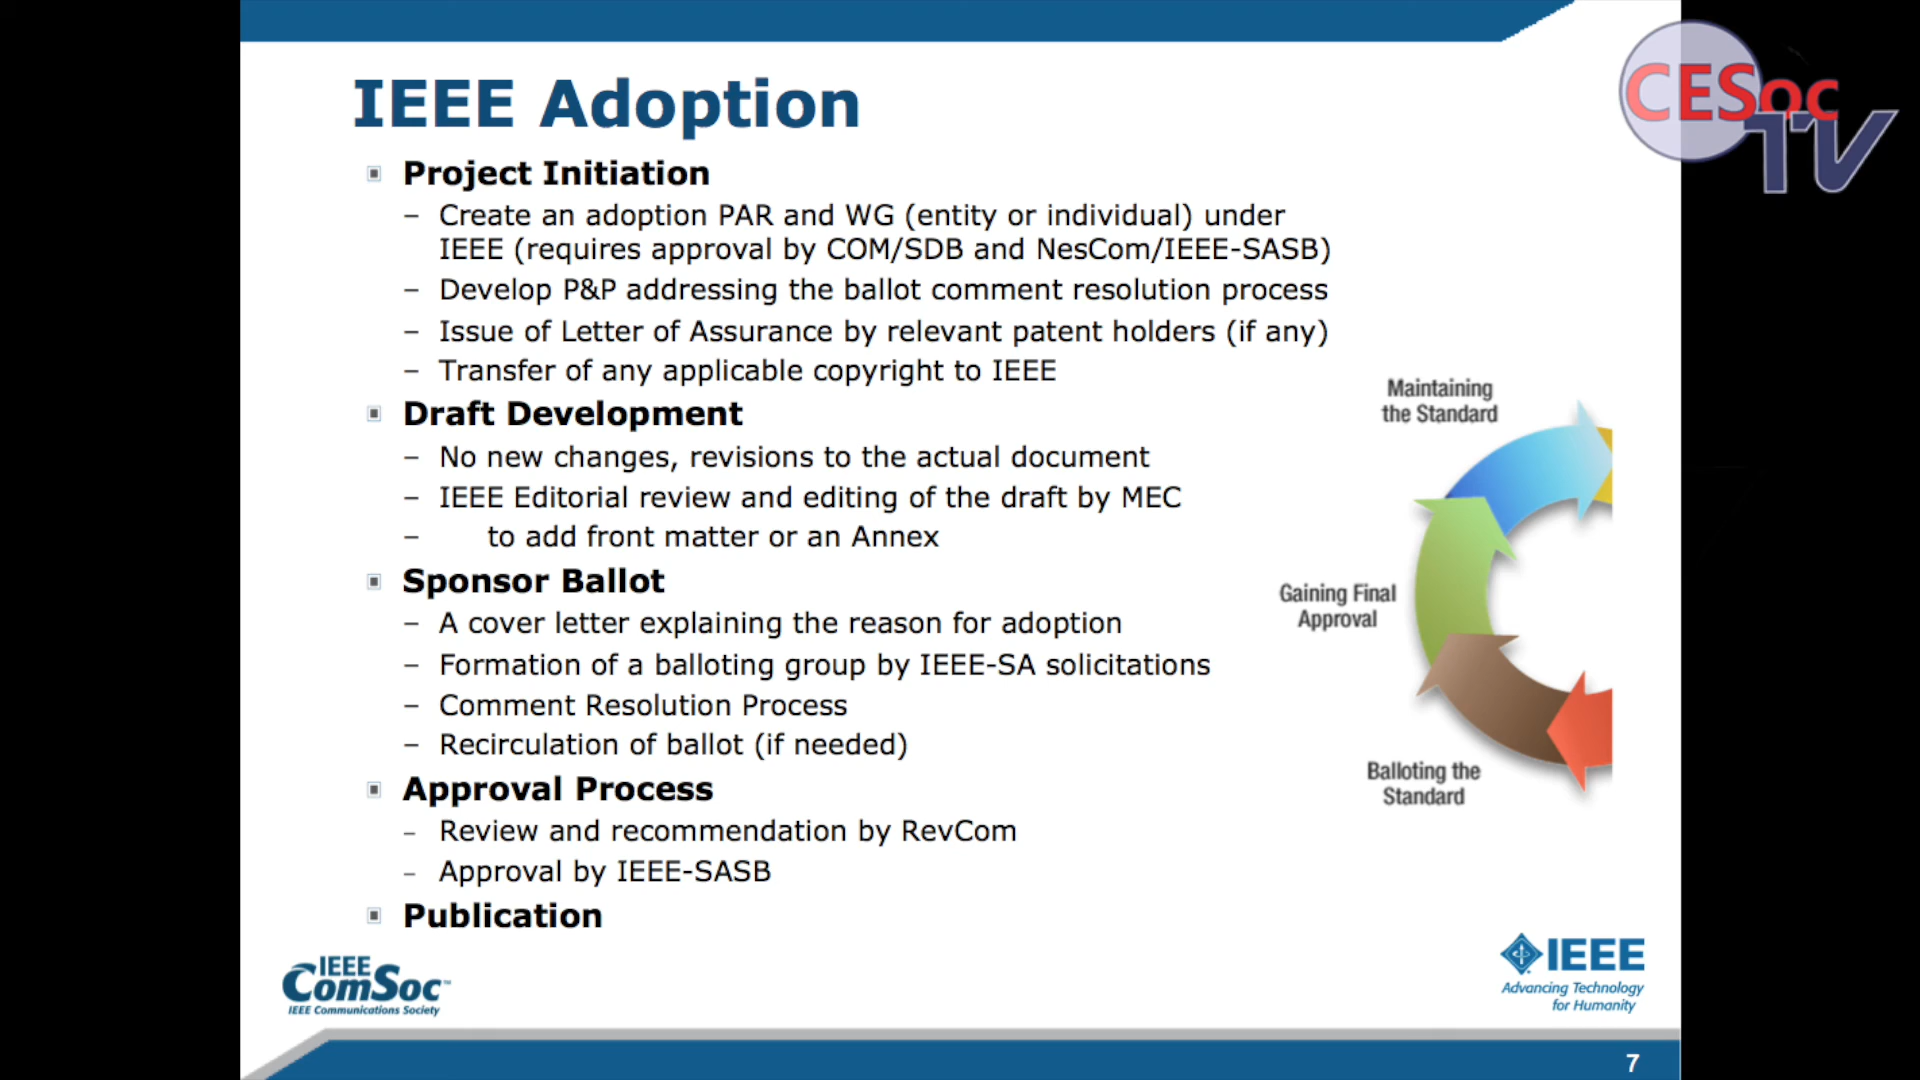 IEEE Adoption
Project Initiation
– Create an adoption PAR and WG (entity or individual) under
IEEE (requires approval by COM/SDB and NesCom/IEEE-SASB)
– Develop P&P addressing the ballot comment resolution process
– Issue of Letter of Assurance by relevant patent holders (if any)
– Transfer of any applicable copyright to IEEE
Draft Development
– No new changes, revisions to the actual document
– IEEE Editorial review and editing of the draft by MEC
– to add front matter or an Annex
Sponsor Ballot
– A cover letter explaining the reason for adoption
– Formation of a balloting group by IEEE-SA solicitations
– Comment Resolution Process
– Recirculation of ballot (if needed)
Approval Process
– Review and recommendation by RevCom
– Approval by IEEE-SASB
Publication
Maintaining
the Standard
Gaining Final
Approval
Balloting the
Standard
CESoc
TV
IEEE
ComSoc™
IEEE Communications Society
IEEE
Advancing Technology
for Humanity
7